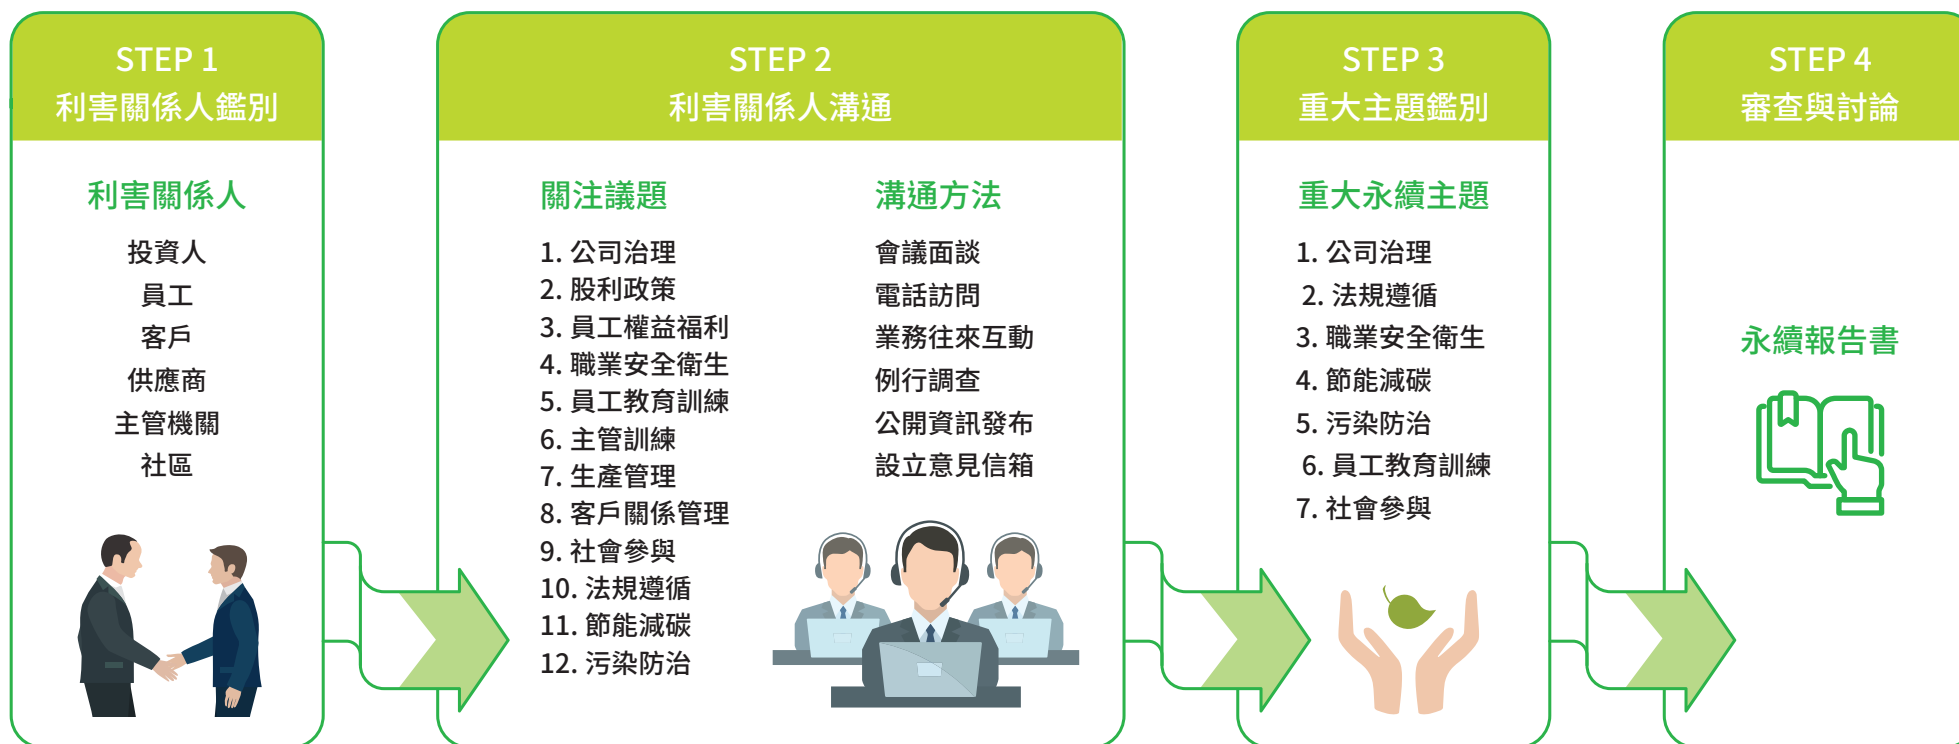 STEP 1
利害關係人鑑別
利害關係人
投資人
員工
客戶
供應商
主管機關
社區
STEP 2
利害關係人溝通
關注議題
1. 公司治理
2. 股利政策
3. 員工權益福利
4. 職業安全衛生
5. 員工教育訓練
6. 主管訓練
7. 生產管理
8. 客戶關係管理
9. 社會參與
10. 法規遵循
11. 節能減碳
12. 污染防治
溝通方法
會議面談
電話訪問
業務往來互動
例行調查
公開資訊發布
設立意見信箱
STEP 3
重大主題鑑別
重大永續主題
1. 公司治理
2. 法規遵循
3. 職業安全衛生
4. 節能減碳
5. 污染防治
6. 員工教育訓練
7. 社會參與
STEP 4
審查與討論
永續報告書